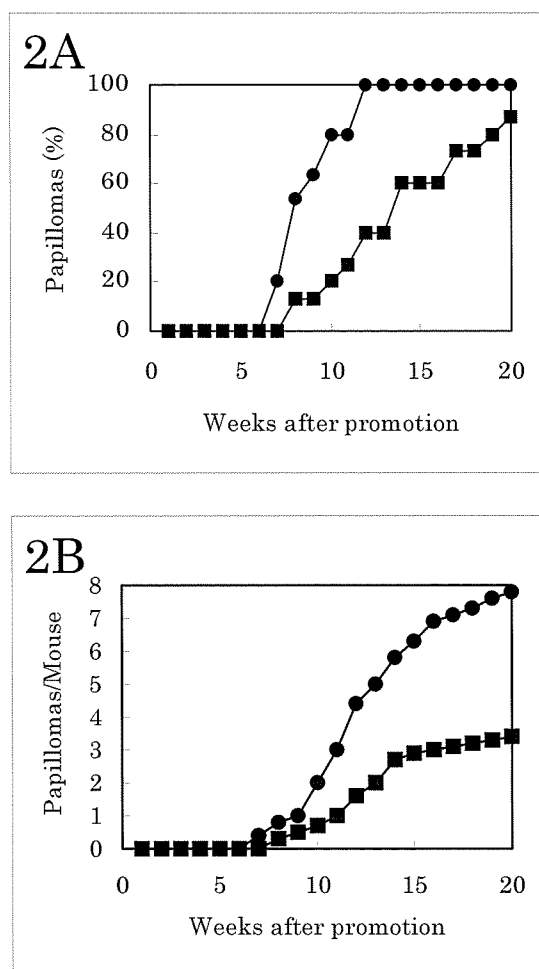 2A
Papillomas (%)
100
80
60
40
20
0
0 5 10 15 20
Weeks after promotion
2B
Papillomas/Mouse
8
7
6
5
4
3
2
1
0
0 5 10 15 20
Weeks after promotion